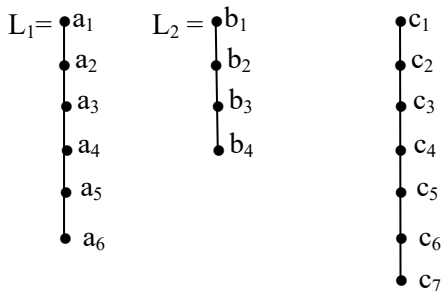 L₁= a₁ L₂ = b₁ c₁
a₂ b₂ c₂
a₃ b₃ c₃
a₄ b₄ c₄
a₅ c₅
a₆ c₆
c₇